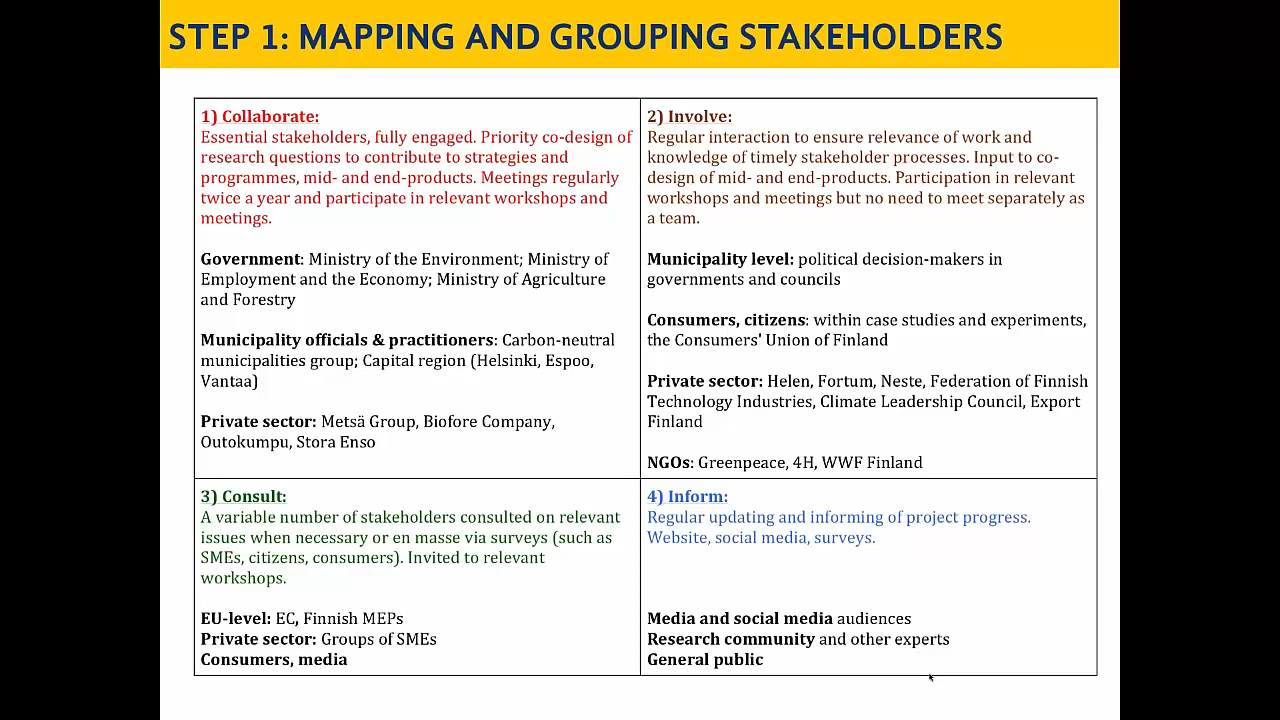 STEP 1: MAPPING AND GROUPING STAKEHOLDERS
1) Collaborate:
Essential stakeholders, fully engaged. Priority co-design of
research questions to contribute to strategies and
programmes, mid- and end-products. Meetings regularly
twice a year and participate in relevant workshops and
meetings.
Government: Ministry of the Environment; Ministry of
Employment and the Economy; Ministry of Agriculture
and Forestry
Municipality officials & practitioners: Carbon-neutral
municipalities group; Capital region (Helsinki, Espoo,
Vantaa)
Private sector: Metsä Group, Biofore Company,
Outokumpu, Stora Enso
2) Involve:
Regular interaction to ensure relevance of work and
knowledge of timely stakeholder processes. Input to co-
design of mid- and end-products. Participation in relevant
workshops and meetings but no need to meet separately as
a team.
Municipality level: political decision-makers in
governments and councils
Consumers, citizens: within case studies and experiments,
the Consumers' Union of Finland
Private sector: Helen, Fortum, Neste, Federation of Finnish
Technology Industries, Climate Leadership Council, Export
Finland
NGOs: Greenpeace, 4H, WWF Finland
3) Consult:
A variable number of stakeholders consulted on relevant
issues when necessary or en masse via surveys (such as
SMEs, citizens, consumers). Invited to relevant
workshops.
EU-level: EC, Finnish MEPs
Private sector: Groups of SMEs
Consumers, media
4) Inform:
Regular updating and informing of project progress.
Website, social media, surveys.
Media and social media audiences
Research community and other experts
General public